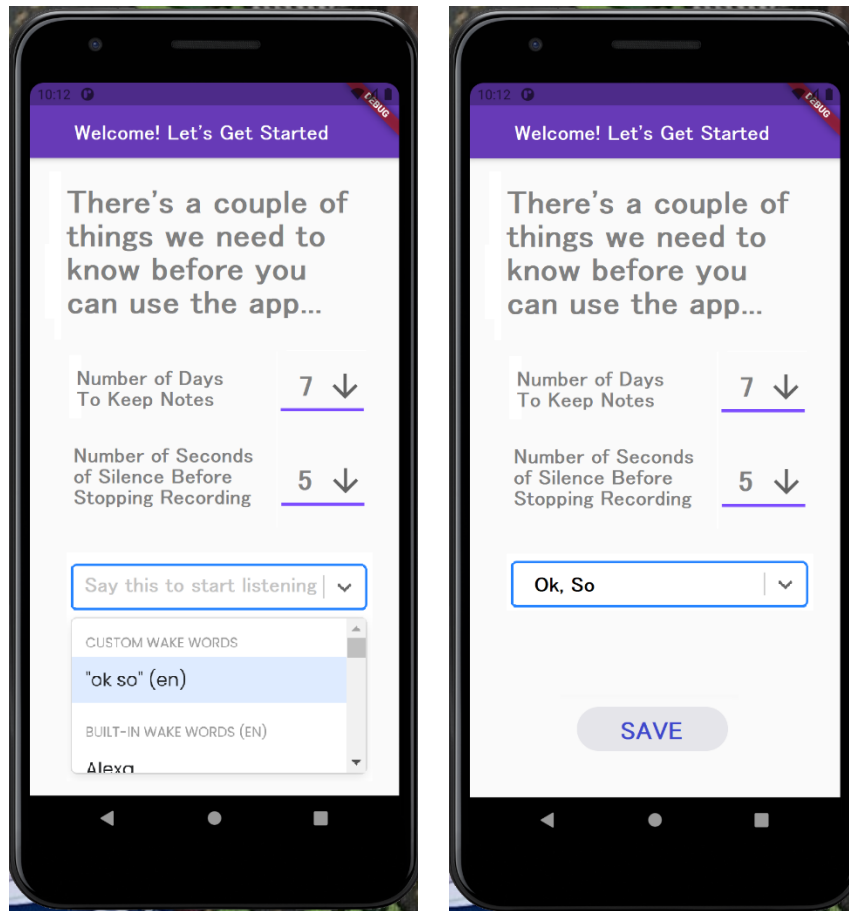 10:12
DEBUG
Welcome! Let's Get Started
There's a couple of
things we need to
know before you
can use the app...
Number of Days
To Keep Notes
7
Number of Seconds
of Silence Before
Stopping Recording
5
Say this to start listening
CUSTOM WAKE WORDS
"ok so" (en)
BUILT-IN WAKE WORDS (EN)
Alexa
10:12
DEBUG
Welcome! Let's Get Started
There's a couple of
things we need to
know before you
can use the app...
Number of Days
To Keep Notes
7
Number of Seconds
of Silence Before
Stopping Recording
5
Ok, So
SAVE